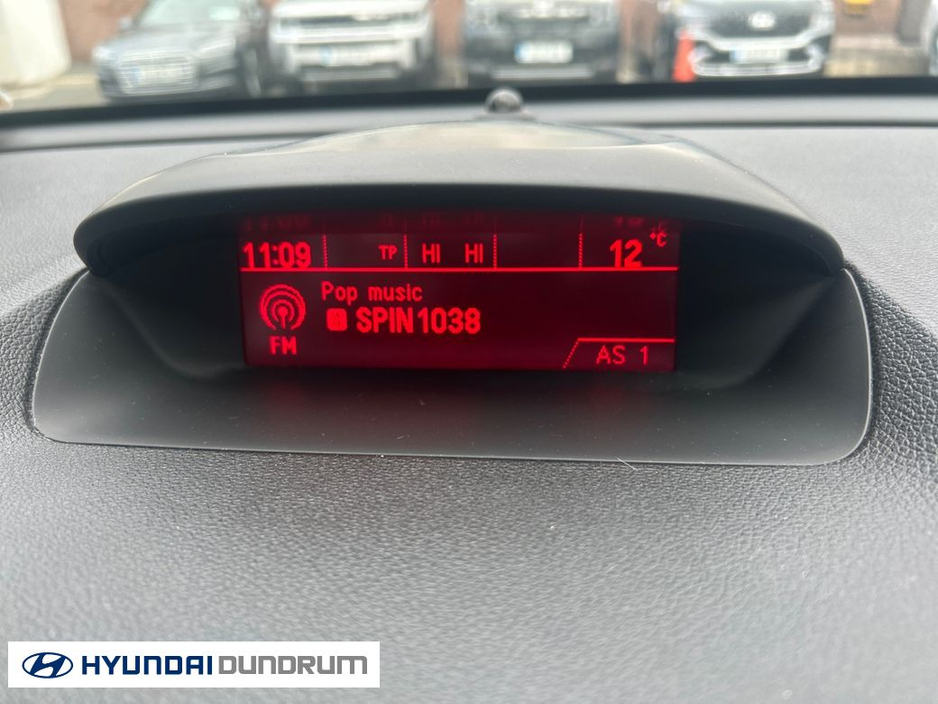 11:09 TP HI HI 12 °C
Pop music
SPIN1038
FM
AS 1
HYUNDAI DUNDRUM